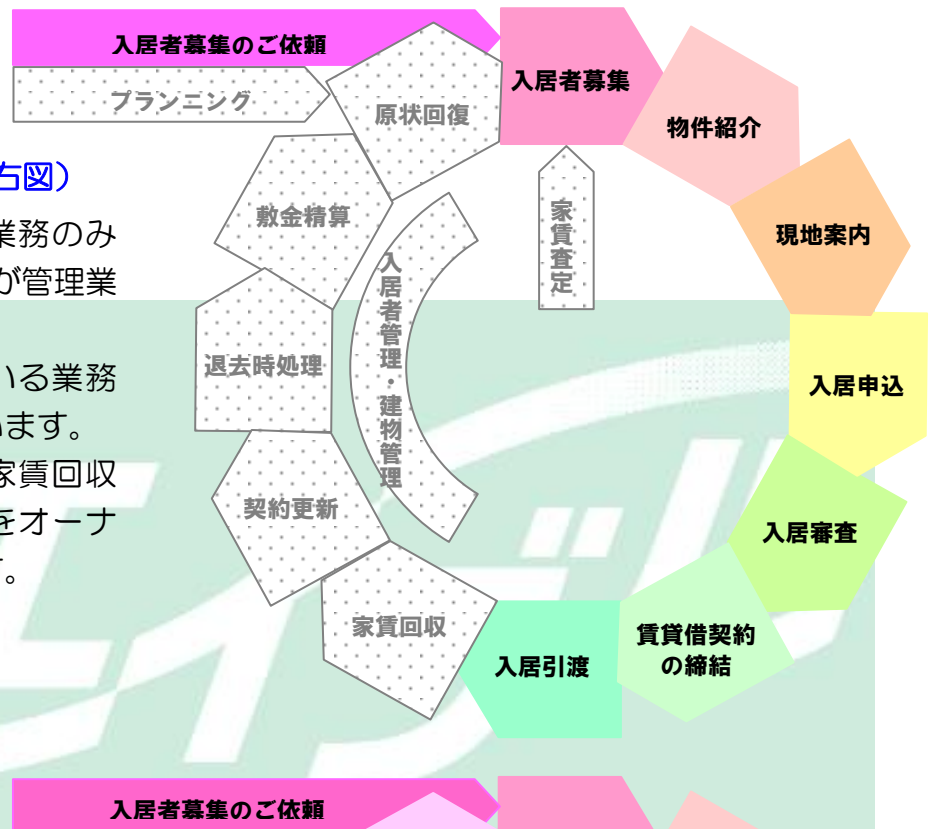 入居者募集のご依頼
プランニング
原状回復
入居者募集
物件紹介
現地案内
入居申込
入居審査
賃貸借契約
の締結
入居引渡
家賃回収
契約更新
退去時処理
敷金精算
入居者管理・建物管理
家賃査定
右図）
業務のみ
が管理業
いる業務
います。
家賃回収
をオーナ
。
エイブル
入居者募集のご依頼